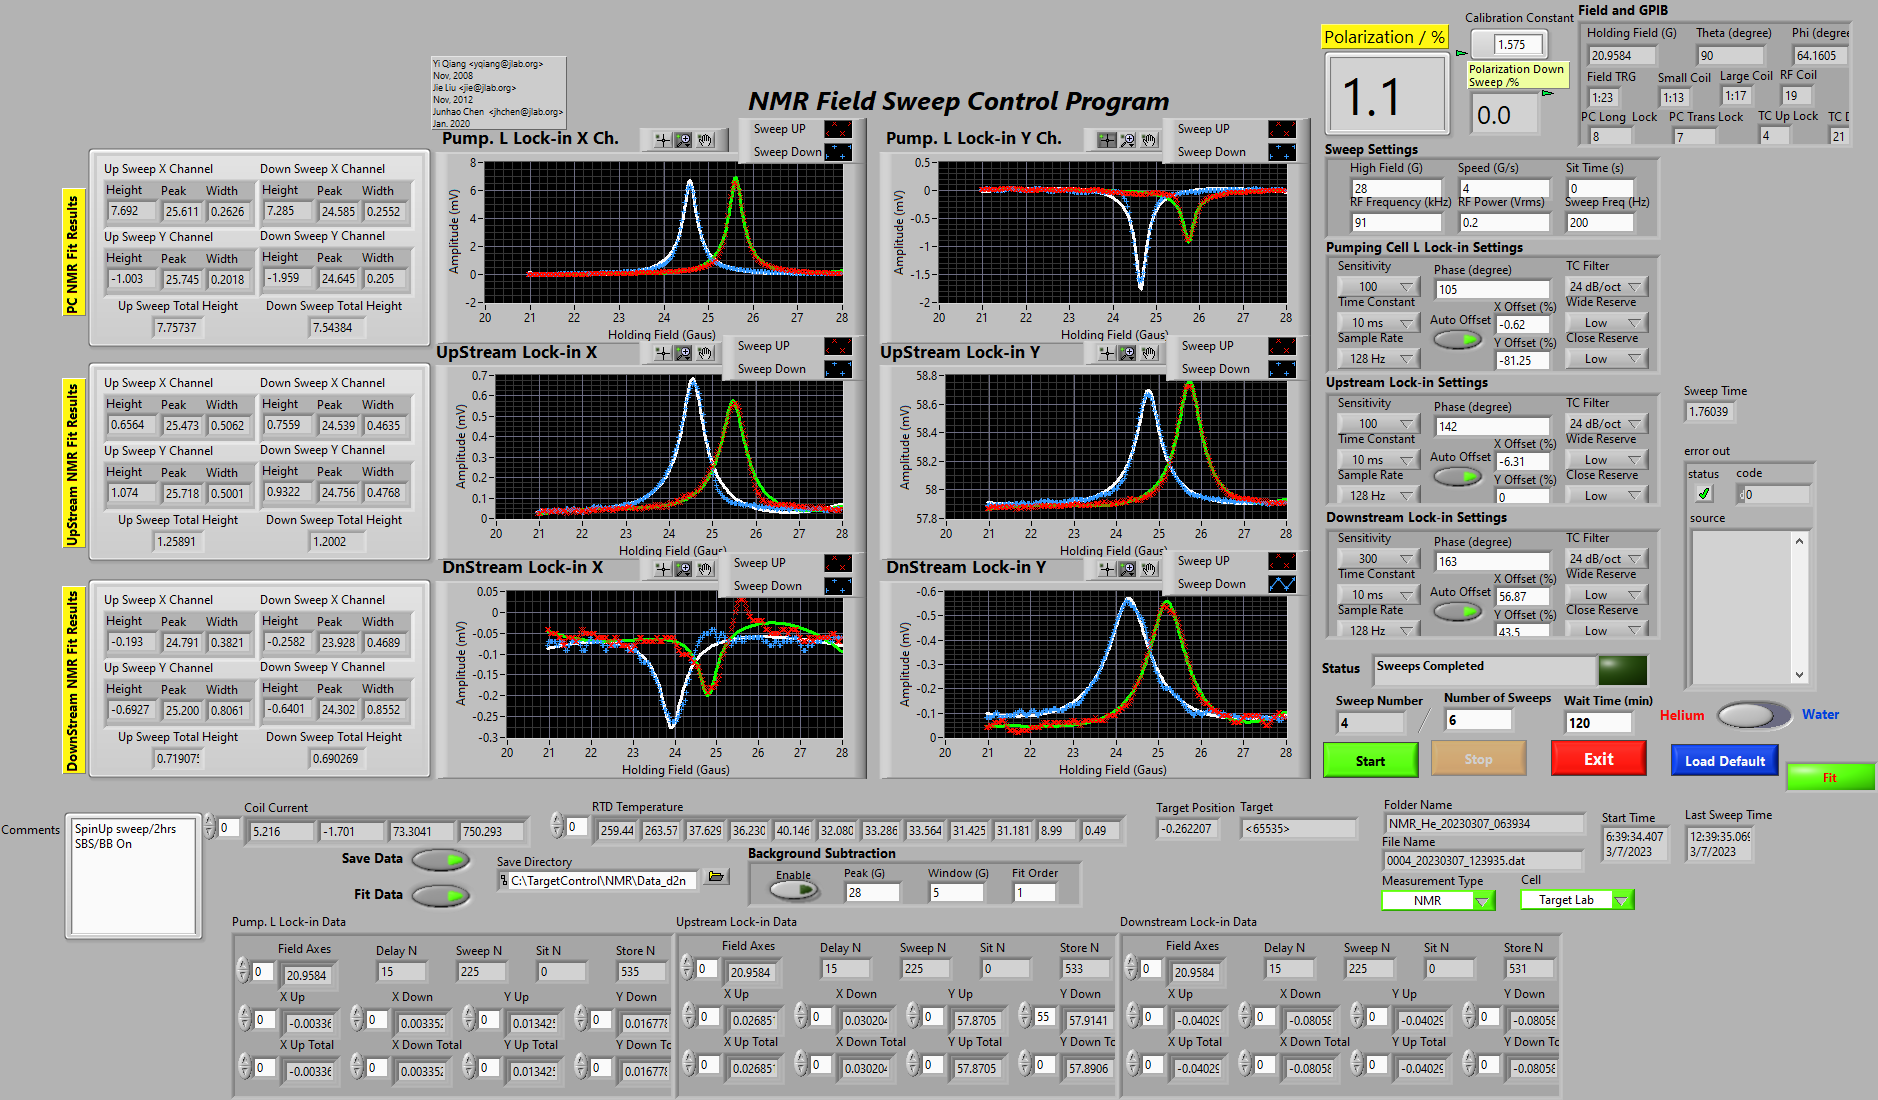 NMR Field Sweep Control Program
Yi Qiang <yqiang@jlab.org>
Nov, 2008
Jie Liu <jie@jlab.org>
Nov, 2012
Junhao Chen <jhchen@jlab.org>
Jan. 2020
Polarization / %
1.1
Calibration Constant
1.575
Polarization Down
Sweep /%
0.0
Field and GPIB
Holding Field (G) Theta (degree) Phi (degree
20.9584 90 64.1605
Field TRG Small Coil Large Coil RF Coil
1:23 1:13 1:17 19
PC Long Lock PC Trans Lock TC Up Lock TC D
8 7 4 21
PC NMR Fit Results
Up Sweep X Channel Down Sweep X Channel
Height Peak Width Height Peak Width
7.692 25.611 0.2626 7.285 24.585 0.2552
Up Sweep Y Channel Down Sweep Y Channel
Height Peak Width Height Peak Width
-1.003 25.745 0.2018 -1.959 24.645 0.205
Up Sweep Total Height Down Sweep Total Height
7.75737 7.54384
UpStream NMR Fit Results
Up Sweep X Channel Down Sweep X Channel
Height Peak Width Height Peak Width
0.6564 25.473 0.5062 0.7559 24.539 0.4635
Up Sweep Y Channel Down Sweep Y Channel
Height Peak Width Height Peak Width
1.074 25.718 0.5001 0.9322 24.756 0.4768
Up Sweep Total Height Down Sweep Total Height
1.25891 1.2002
DownStream NMR Fit Results
Up Sweep X Channel Down Sweep X Channel
Height Peak Width Height Peak Width
-0.193 24.791 0.3821 -0.2582 23.928 0.4689
Up Sweep Y Channel Down Sweep Y Channel
Height Peak Width Height Peak Width
-0.6927 25.200 0.8061 -0.6401 24.302 0.8552
Up Sweep Total Height Down Sweep Total Height
0.71907 0.690269
Pump. L Lock-in X Ch.
Sweep UP
Sweep Down
Amplitude (mV)
8
6
4
2
0
-2
20 21 22 23 24 25 26 27 28
Holding Field (Gaus)
Pump. L Lock-in Y Ch.
Sweep UP
Sweep Down
Amplitude (mV)
0.5
0
-0.5
-1
-1.5
-2
20 21 22 23 24 25 26 27 28
Holding Field (Gaus)
UpStream Lock-in X
Sweep UP
Sweep Down
Amplitude (mV)
0.7
0.6
0.5
0.4
0.3
0.2
0.1
0
20 21 22 23 24 25 26 27 28
Holding Field (Gaus)
UpStream Lock-in Y
Sweep UP
Sweep Down
Amplitude (mV)
58.8
58.6
58.4
58.2
58
57.8
20 21 22 23 24 25 26 27 28
Holding Field (Gaus)
DnStream Lock-in X
Sweep UP
Sweep Down
Amplitude (mV)
0.05
0
-0.05
-0.1
-0.15
-0.2
-0.25
-0.3
20 21 22 23 24 25 26 27 28
Holding Field (Gaus)
DnStream Lock-in Y
Sweep UP
Sweep Down
Amplitude (mV)
-0.6
-0.5
-0.4
-0.3
-0.2
-0.1
0
20 21 22 23 24 25 26 27 28
Holding Field (Gaus)
Sweep Settings
High Field (G) Speed (G/s) Sit Time (s)
28 4 0
RF Frequency (kHz) RF Power (Vrms) Sweep Freq (Hz)
91 0.2 200
Pumping Cell L Lock-in Settings
Sensitivity Phase (degree) TC Filter
100 105 24 dB/oct
Time Constant X Offset (%) Wide Reserve
10 ms Auto Offset -0.62 Low
Sample Rate Y Offset (%) Close Reserve
128 Hz -81.25 Low
Upstream Lock-in Settings
Sensitivity Phase (degree) TC Filter
100 142 24 dB/oct
Time Constant X Offset (%) Wide Reserve
10 ms Auto Offset -6.31 Low
Sample Rate Y Offset (%) Close Reserve
128 Hz 0 Low
Downstream Lock-in Settings
Sensitivity Phase (degree) TC Filter
300 163 24 dB/oct
Time Constant X Offset (%) Wide Reserve
10 ms Auto Offset 56.87 Low
Sample Rate Y Offset (%) Close Reserve
128 Hz 43.5 Low
Sweep Time
1.76039
error out
status code
0
source
Status Sweeps Completed
Sweep Number Number of Sweeps Wait Time (min)
4 6 120
Helium Water
Start Stop Exit Load Default Fit
Comments
SpinUp sweep/2hrs
SBS/BB On
Coil Current
0 5.216 -1.701 73.3041 750.293
RTD Temperature
0 259.44 263.57 37.629 36.230 40.146 32.080 33.286 33.564 31.425 31.181 8.99 0.49
Target Position Target
-0.262207 <65535>
Folder Name
NMR_He_20230307_063934
File Name
0004_20230307_123935.dat
Start Time
6:39:34.407
3/7/2023
Last Sweep Time
12:39:35.069
3/7/2023
Measurement Type Cell
NMR Target Lab
Save Data
Fit Data
Save Directory
C:\TargetControl\NMR\Data_d2n
Background Subtraction
Enable Peak (G) Window (G) Fit Order
28 5 1
Pump. L Lock-in Data
Field Axes Delay N Sweep N Sit N Store N
0 20.9584 15 225 0 535
X Up X Down Y Up Y Down
0 -0.00336 0 0.003352 0 0.01342 0 0.016778
X Up Total X Down Total Y Up Total Y Down To
0 -0.00336 0 0.003352 0 0.01342 0 0.016778
Upstream Lock-in Data
Field Axes Delay N Sweep N Sit N Store N
0 20.9584 15 225 0 533
X Up X Down Y Up Y Down
0 0.02685 0 0.030204 0 57.8705 55 57.9141
X Up Total X Down Total Y Up Total Y Down Tc
0 0.02685 0 0.030204 0 57.8705 0 57.8906
Downstream Lock-in Data
Field Axes Delay N Sweep N Sit N Store N
0 20.9584 15 225 0 531
X Up X Down Y Up Y Down
0 -0.04029 0 -0.08058 0 -0.04029 0 -0.08058
X Up Total X Down Total Y Up Total Y Down Tc
0 -0.04029 0 -0.08058 0 -0.04029 0 -0.08058